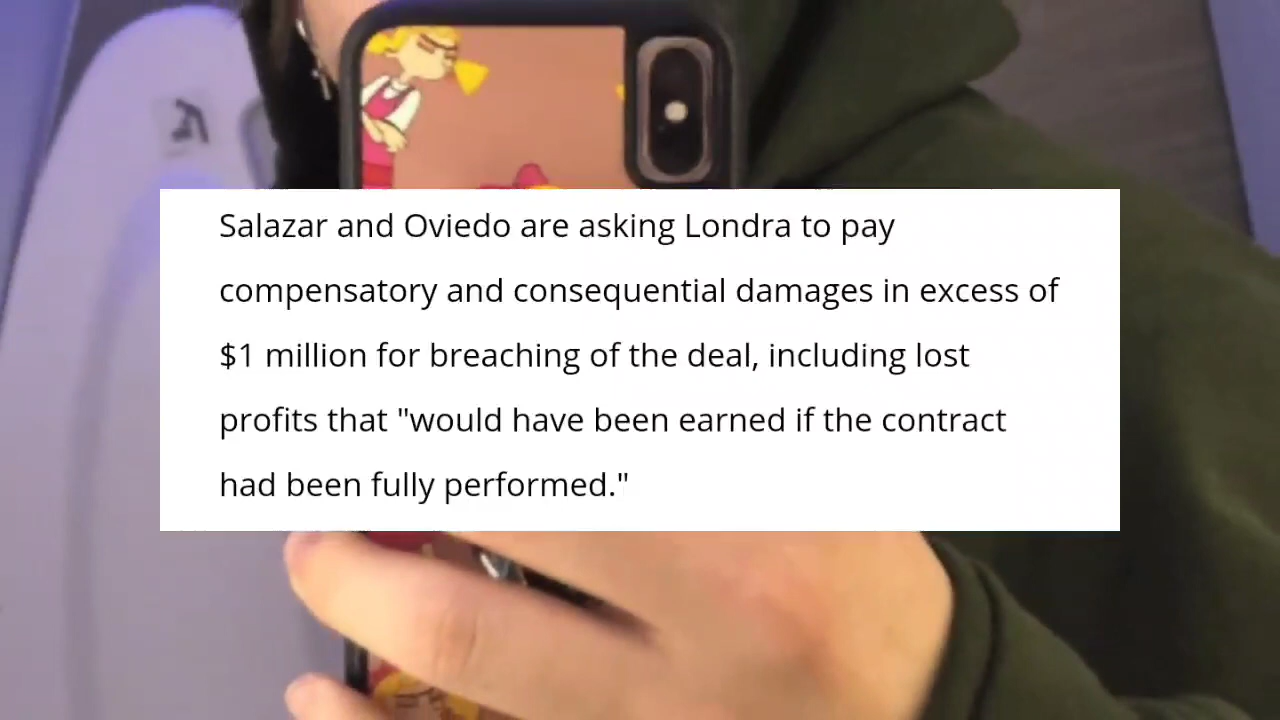 Salazar and Oviedo are asking Londra to pay
compensatory and consequential damages in excess of
$1 million for breaching of the deal, including lost
profits that "would have been earned if the contract
had been fully performed."